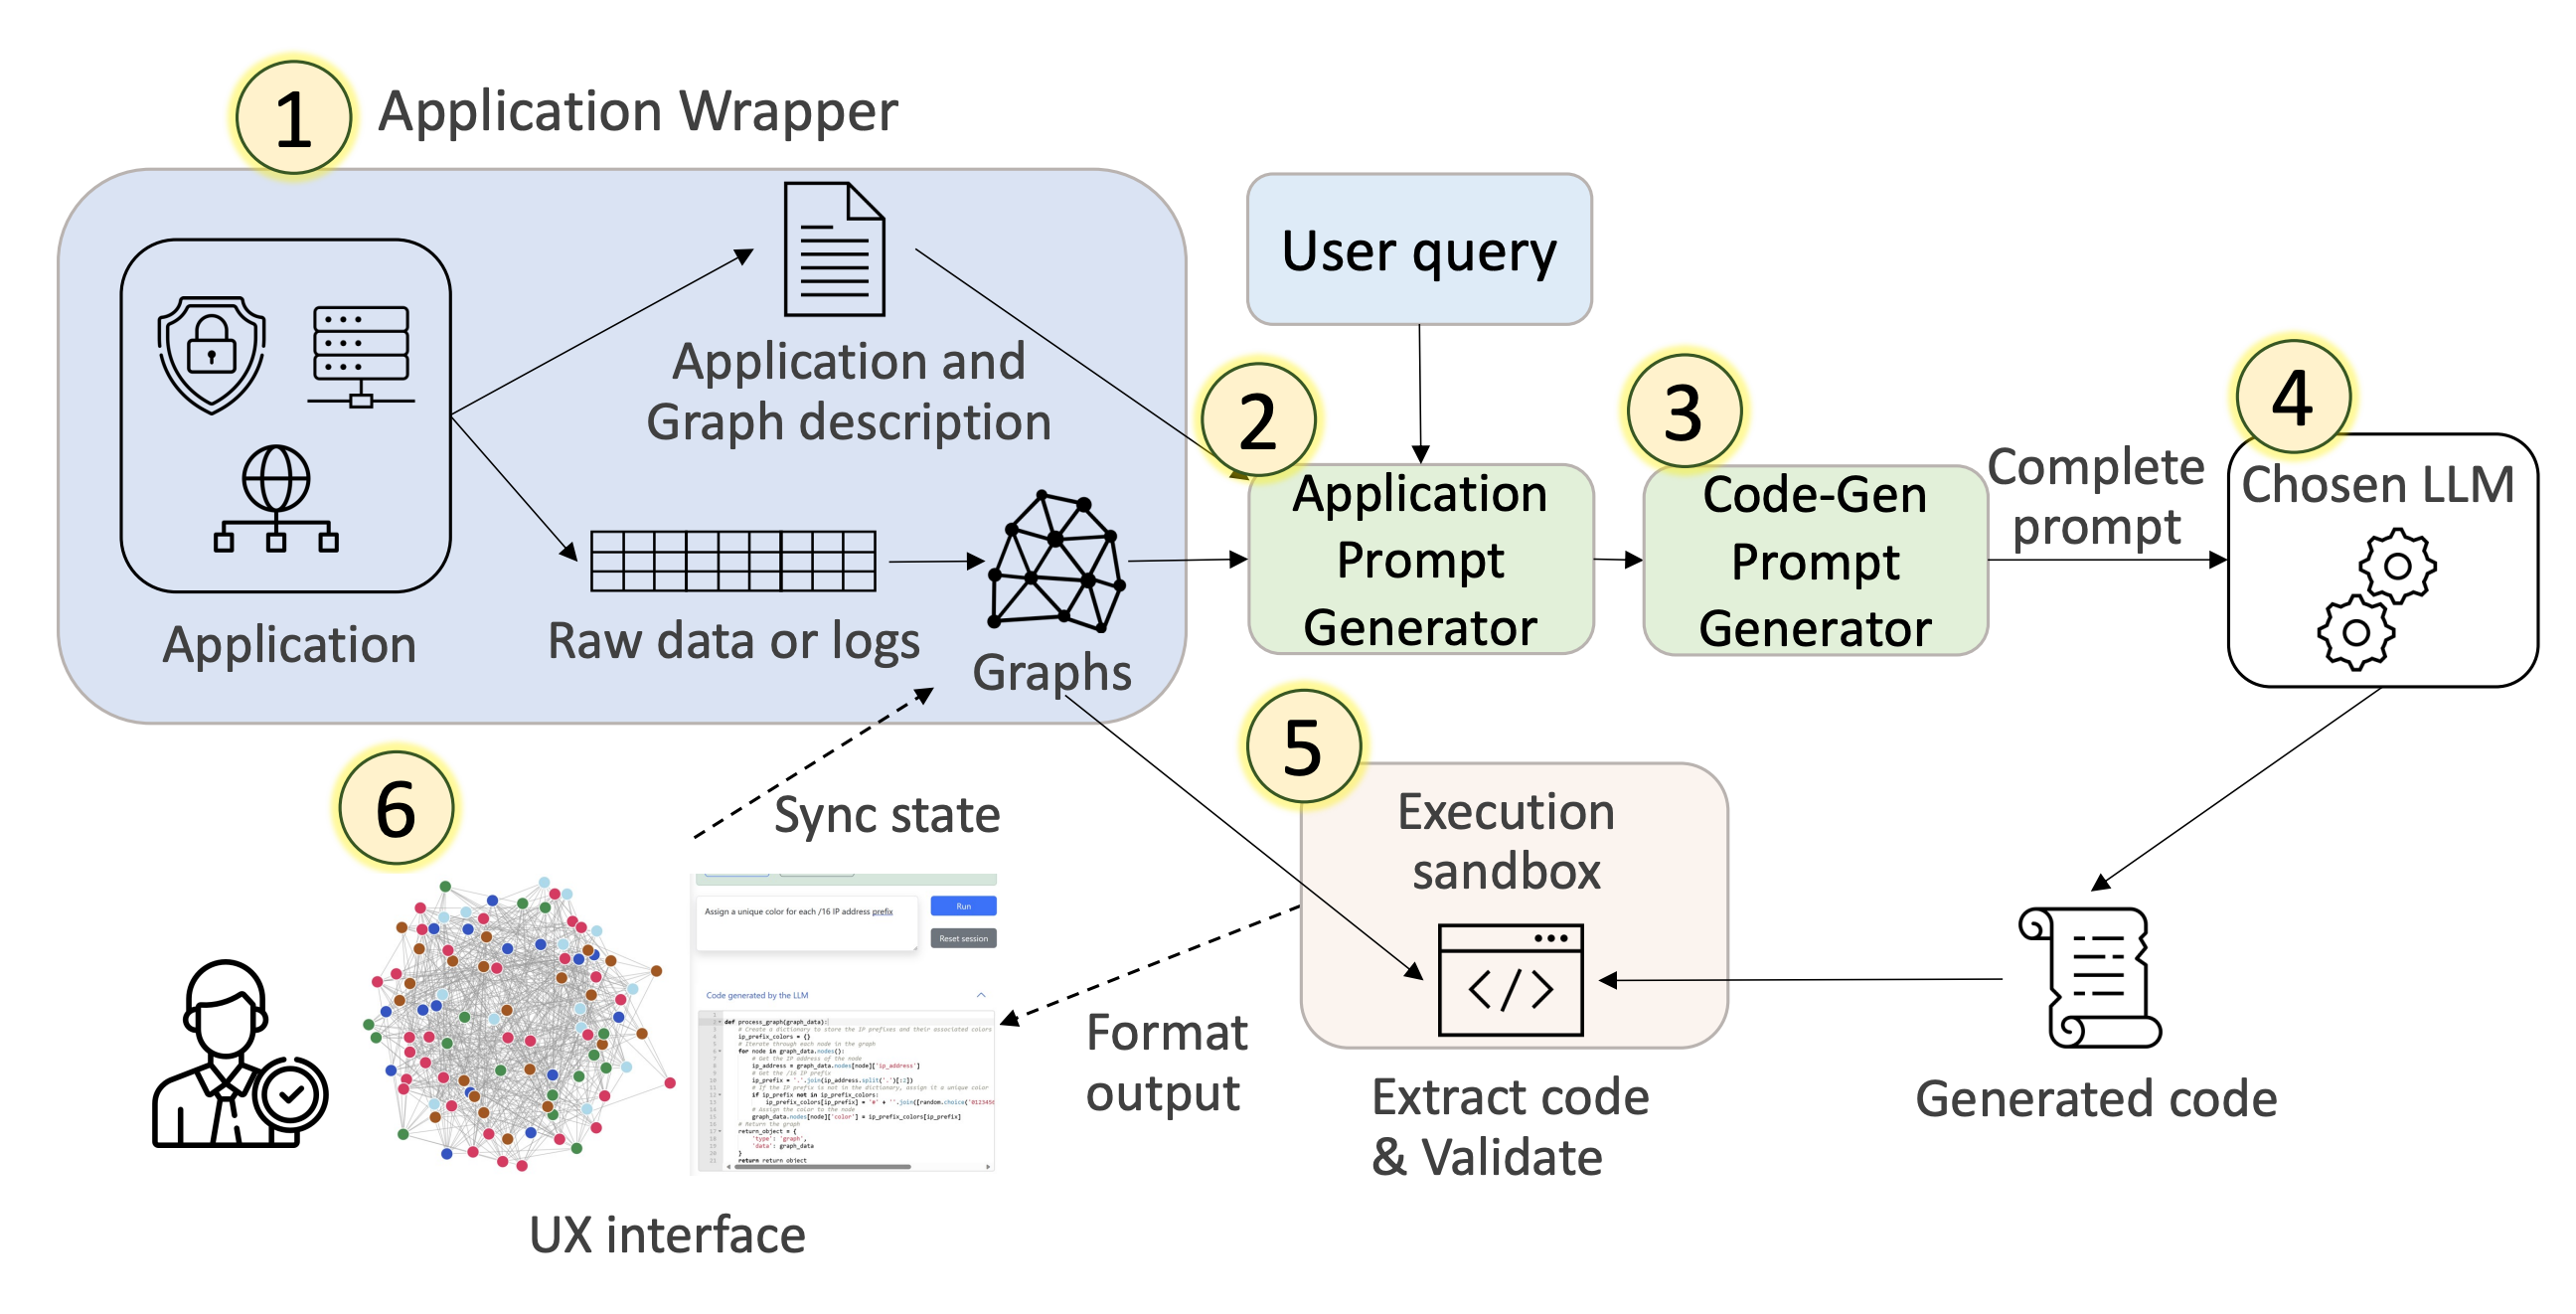 1
Application Wrapper
Application and
Graph description
Application
Raw data or logs
Graphs
User query
2
Application
Prompt
Generator
3
Code-Gen
Prompt
Generator
Complete
prompt
4
Chosen LLM
5
Execution
sandbox
Extract code
& Validate
Generated code
Sync state
Format
output
6
Assign a unique color for each /16 IP address prefix
Run
Reset session
Code generated by the LLM
def process_graph(graph_data):
# Create a dictionary to store the IP prefixes and their associated colors
ip_prefix_colors = {}
# Iterate through each node in the graph
for node in graph_data.nodes():
# Get the IP address of the node
ip_address = graph_data.nodes[node]['ip_address']
# Get the /16 IP prefix
ip_prefix = '.'.join(ip_address.split('.')[:2])
# If the IP prefix is not in the dictionary, assign it a unique color
if ip_prefix not in ip_prefix_colors:
ip_prefix_colors[ip_prefix] = '#' + ''.join([random.choice('0123456
# Assign the color to the node
graph_data.nodes[node]['color'] = ip_prefix_colors[ip_prefix]
# Return the graph
return_object = {
'type': 'graph',
'data': graph_data
}
return return_object
UX interface